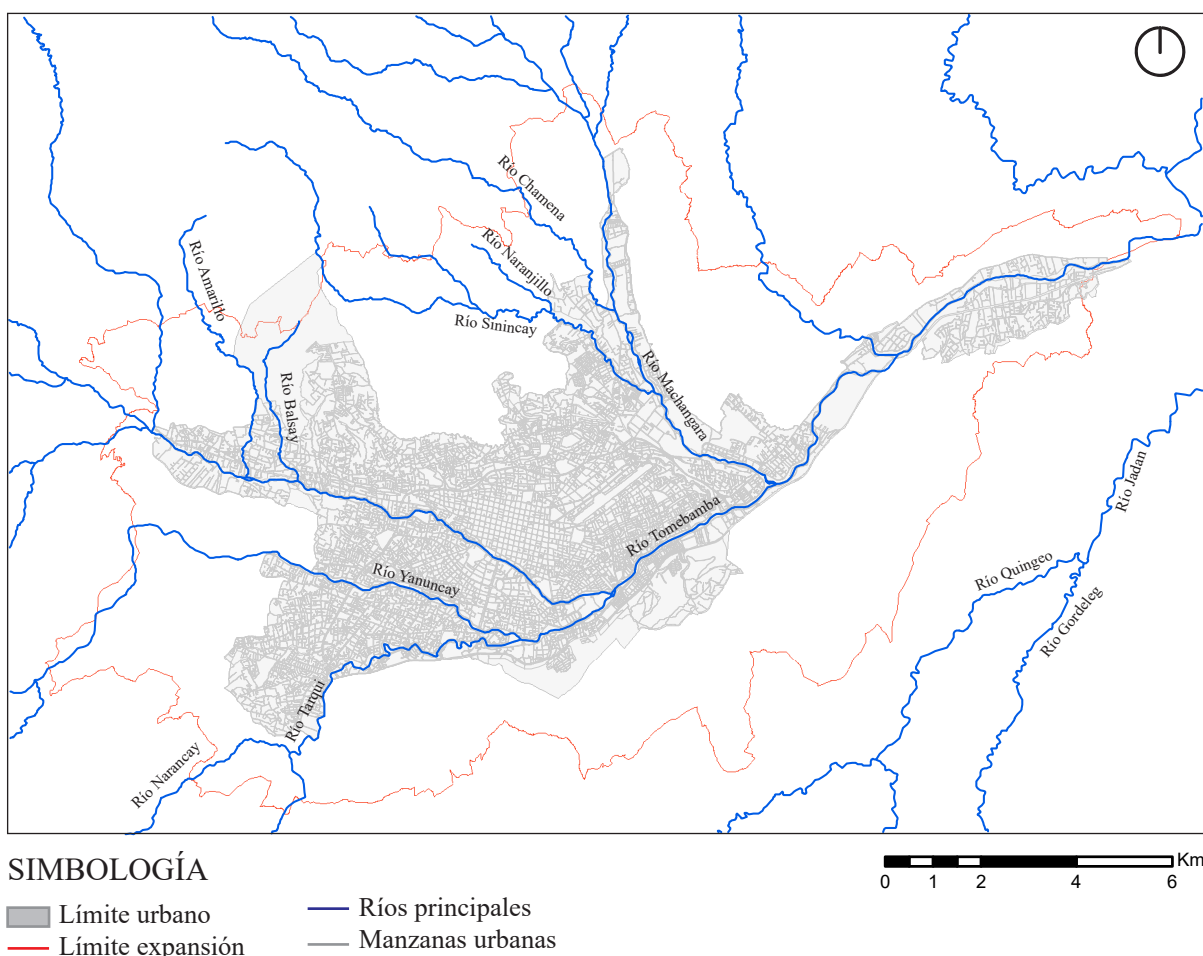 Río Chamena
Río Naranjillo
Río Amarillo
Río Sinincay
Río Machangara
Río Balsay
Río Jadan
Río Tomebamba
Río Quingeo
Río Yanuncay
Río Gordeleg
Río Tarqui
Río Narancay
SIMBOLOGÍA
Km
0 1 2 4 6
Límite urbano
Ríos principales
Límite expansión
Manzanas urbanas